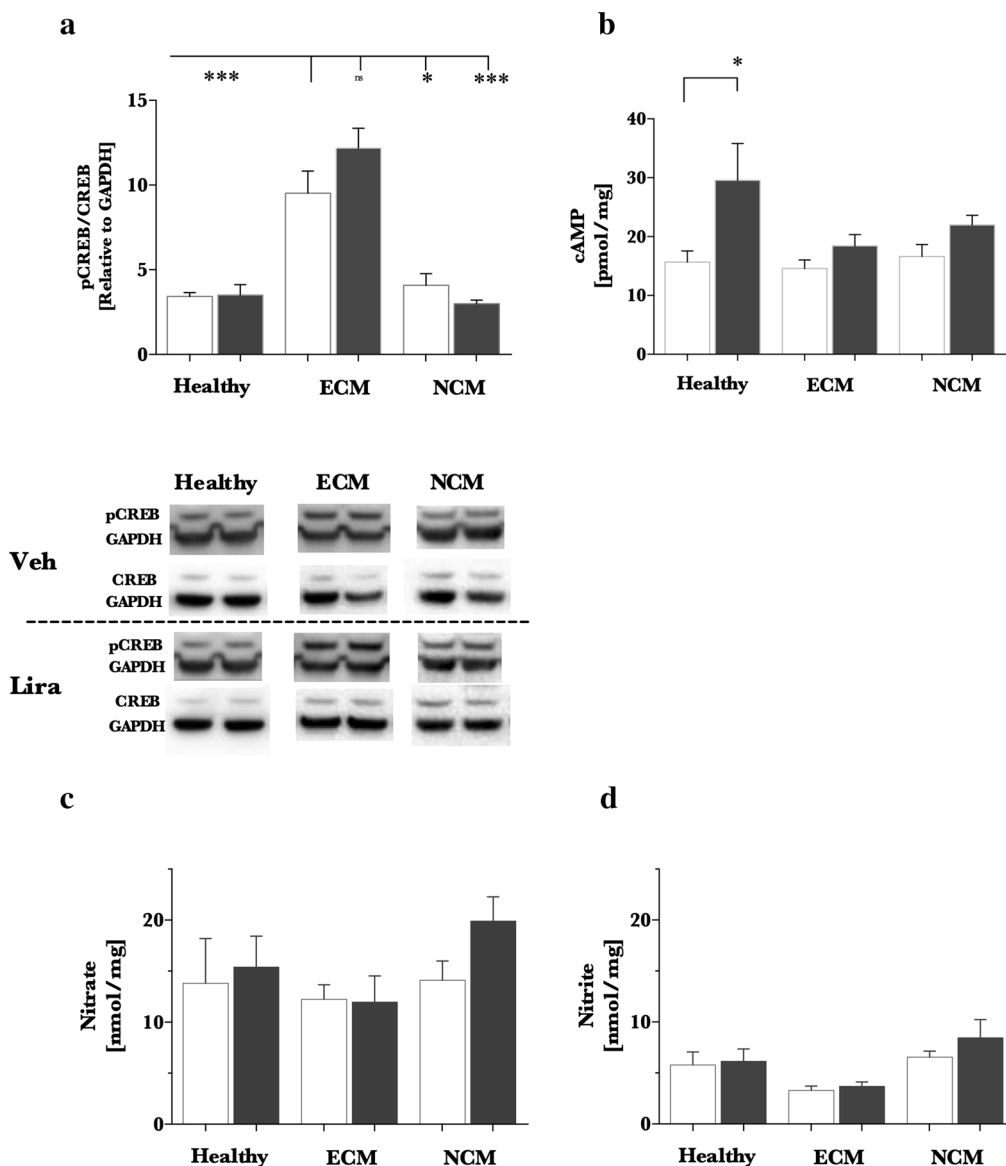 a
*** ns * ***
15
10
5
0
pCREB/CREB
[Relative to GAPDH]
Healthy ECM NCM
b
*
40
30
20
10
0
cAMP
[pmol/mg]
Healthy ECM NCM
Healthy ECM NCM
Veh
pCREB
GAPDH
CREB
GAPDH
Lira
pCREB
GAPDH
CREB
GAPDH
c
20
10
0
Nitrate
[nmol/mg]
Healthy ECM NCM
d
20
10
0
Nitrite
[nmol/mg]
Healthy ECM NCM